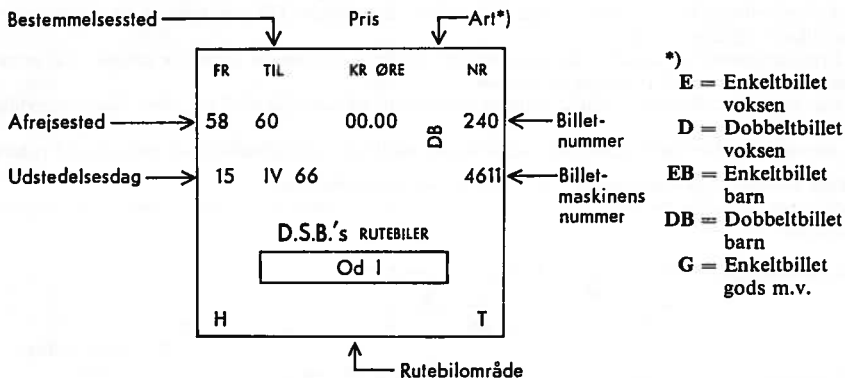 Bestemmelsessted Pris Art*)
FR TIL KR ØRE NR
Afrejsested 58 60 00.00 DB 240 Billet-
nummer
Udstedelsesdag 15 IV 66 4611 Billet-
maskinens
nummer
D.S.B.'s RUTEBILER
Od 1
H T
Rutebilområde
*)
E = Enkeltbillet
voksen
D = Dobbeltbillet
voksen
EB = Enkeltbillet
barn
DB = Dobbeltbillet
barn
G = Enkeltbillet
gods m.v.